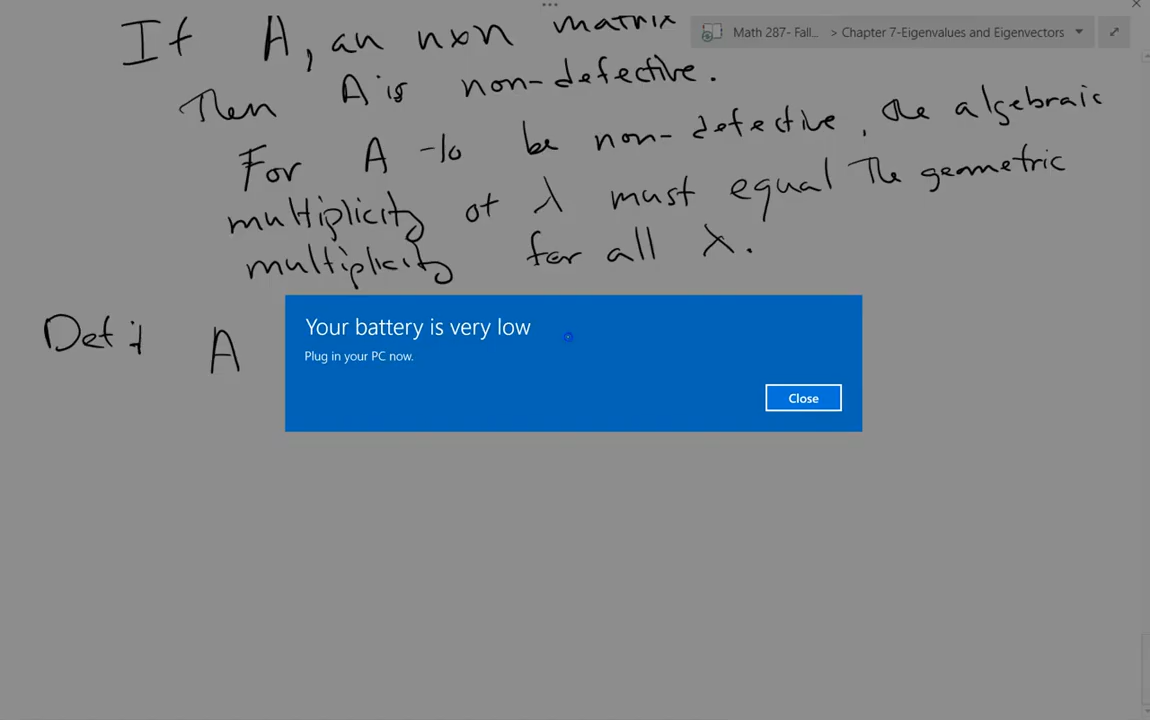 If A, an nxn matrix
Math 287- Fall... > Chapter 7-Eigenvalues and Eigenvectors
Then A is non-defective.
For A to be non-defective, the algebraic
multiplicity of λ must equal the geometric
multiplicity for all λ.
Def: A
Your battery is very low
Plug in your PC now.
Close